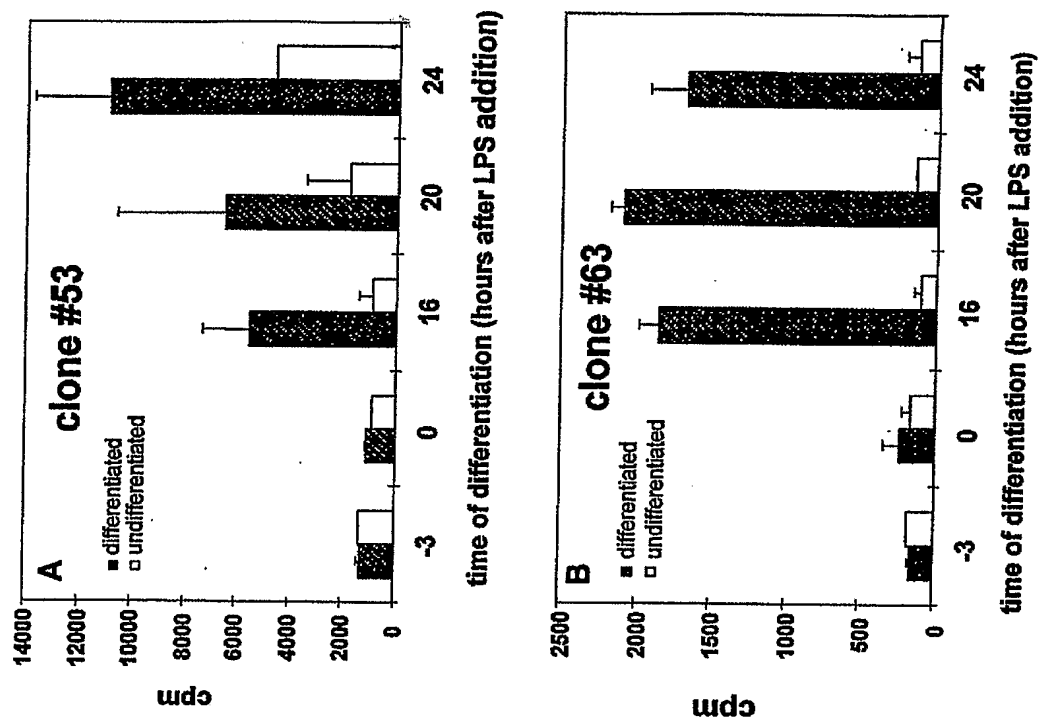 A
clone #53
differentiated
undifferentiated
14000
12000
10000
8000
6000
4000
2000
0
cpm
-3 0 16 20 24
time of differentiation (hours after LPS addition)
B
clone #63
differentiated
undifferentiated
2500
2000
1500
1000
500
0
cpm
-3 0 16 20 24
time of differentiation (hours after LPS addition)